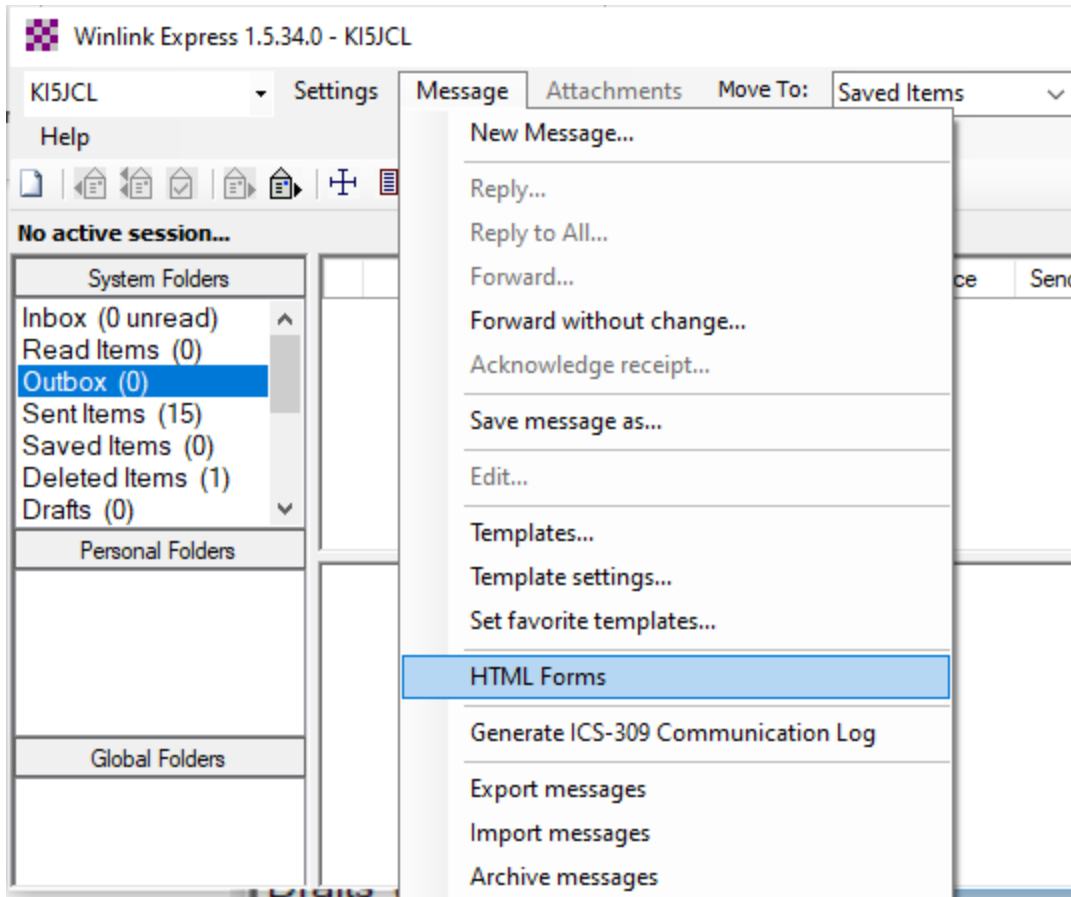 Winlink Express 1.5.34.0 - KI5JCL
KI5JCL Settings Message Attachments Move To: Saved Items
Help
No active session...
System Folders
Inbox (0 unread)
Read Items (0)
Outbox (0)
Sent Items (15)
Saved Items (0)
Deleted Items (1)
Drafts (0)
Personal Folders
Global Folders
New Message...
Reply...
Reply to All...
Forward...
Forward without change...
Acknowledge receipt...
Save message as...
Edit...
Templates...
Template settings...
Set favorite templates...
HTML Forms
Generate ICS-309 Communication Log
Export messages
Import messages
Archive messages